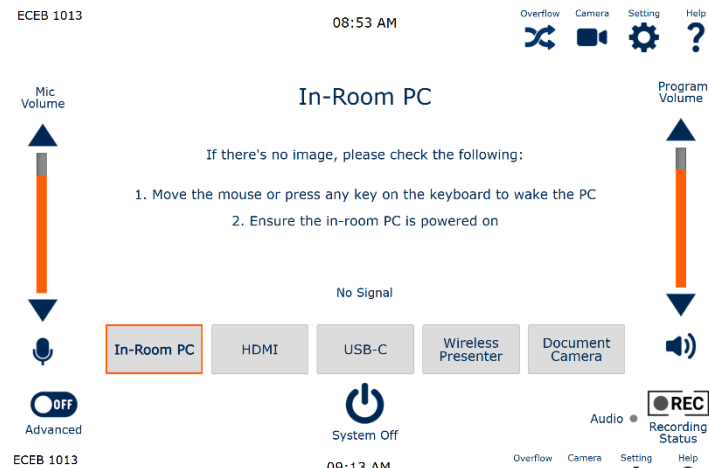 ECEB 1013
08:53 AM
Overflow Camera Setting Help
Mic
Volume
In-Room PC
Program
Volume
If there's no image, please check the following:
1. Move the mouse or press any key on the keyboard to wake the PC
2. Ensure the in-room PC is powered on
No Signal
In-Room PC
HDMI
USB-C
Wireless
Presenter
Document
Camera
OFF
Advanced
System Off
Audio
REC
Recording
Status
ECEB 1013
09:13 AM
Overflow Camera Setting Help